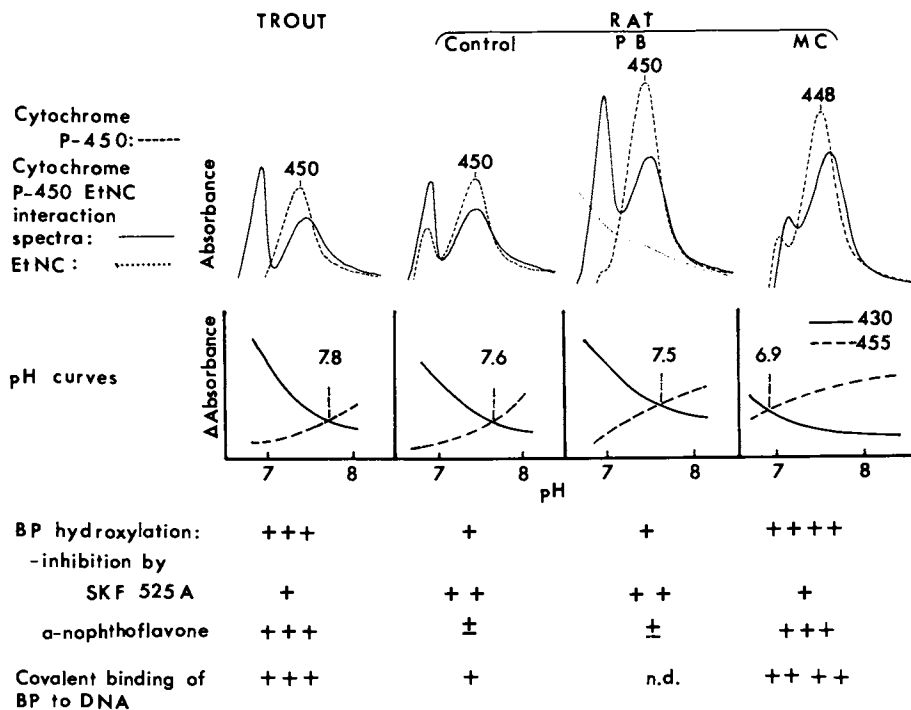 TROUT
RAT
Control PB MC
Cytochrome
P-450: -----
Cytochrome
P-450 EtNC
interaction
spectra: ———
EtNC : ..........
Absorbance
450
450
450
448
pH curves
Δ Absorbance
7.8
7.6
7.5
6.9
430
455
7 8 7 8 7 8 7 8
pH
BP hydroxylation: +++ + + ++++
-inhibition by
SKF 525A + ++ ++ +
α-nophthoflavone +++ ± ± +++
Covalent binding of +++ + n.d. ++++
BP to DNA